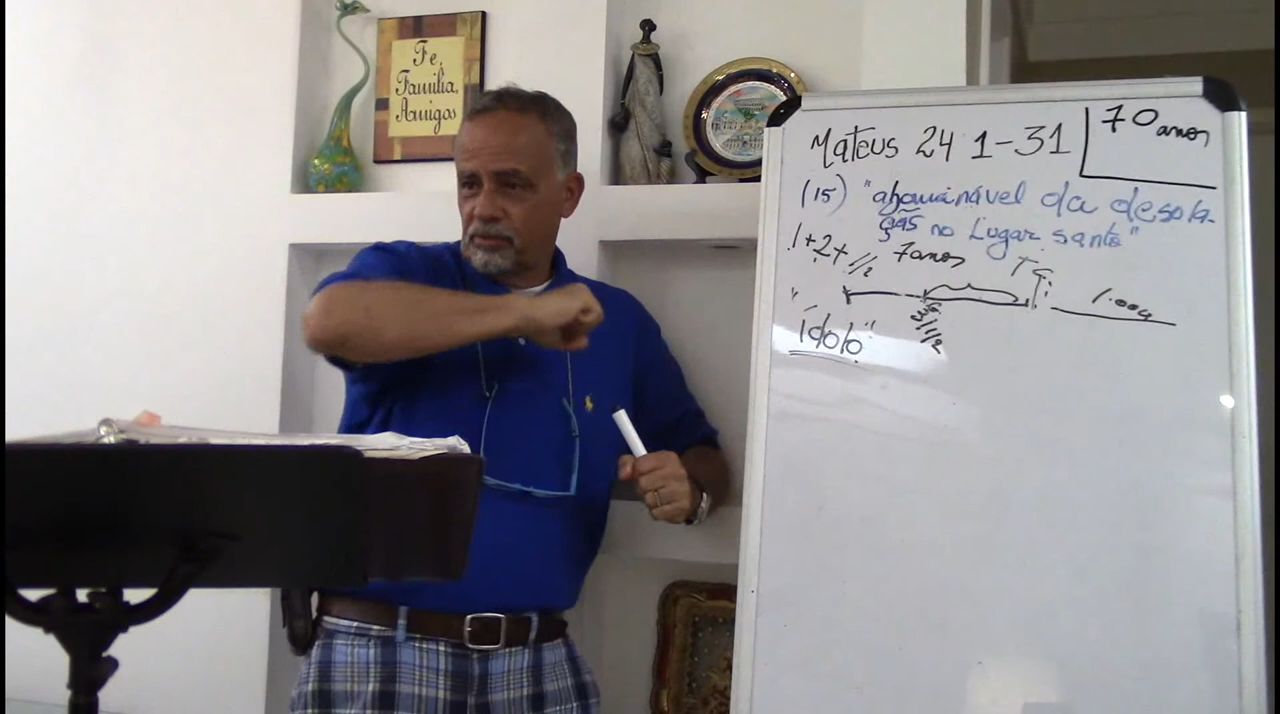 Fe,
Familia,
Amigos
Mateus 24 1-31
70 anos
(15) "abominável da desola-
ção no Lugar santo"
1+2+1/2 7 anos
T G
1.000
3 1/2
"ídolo"